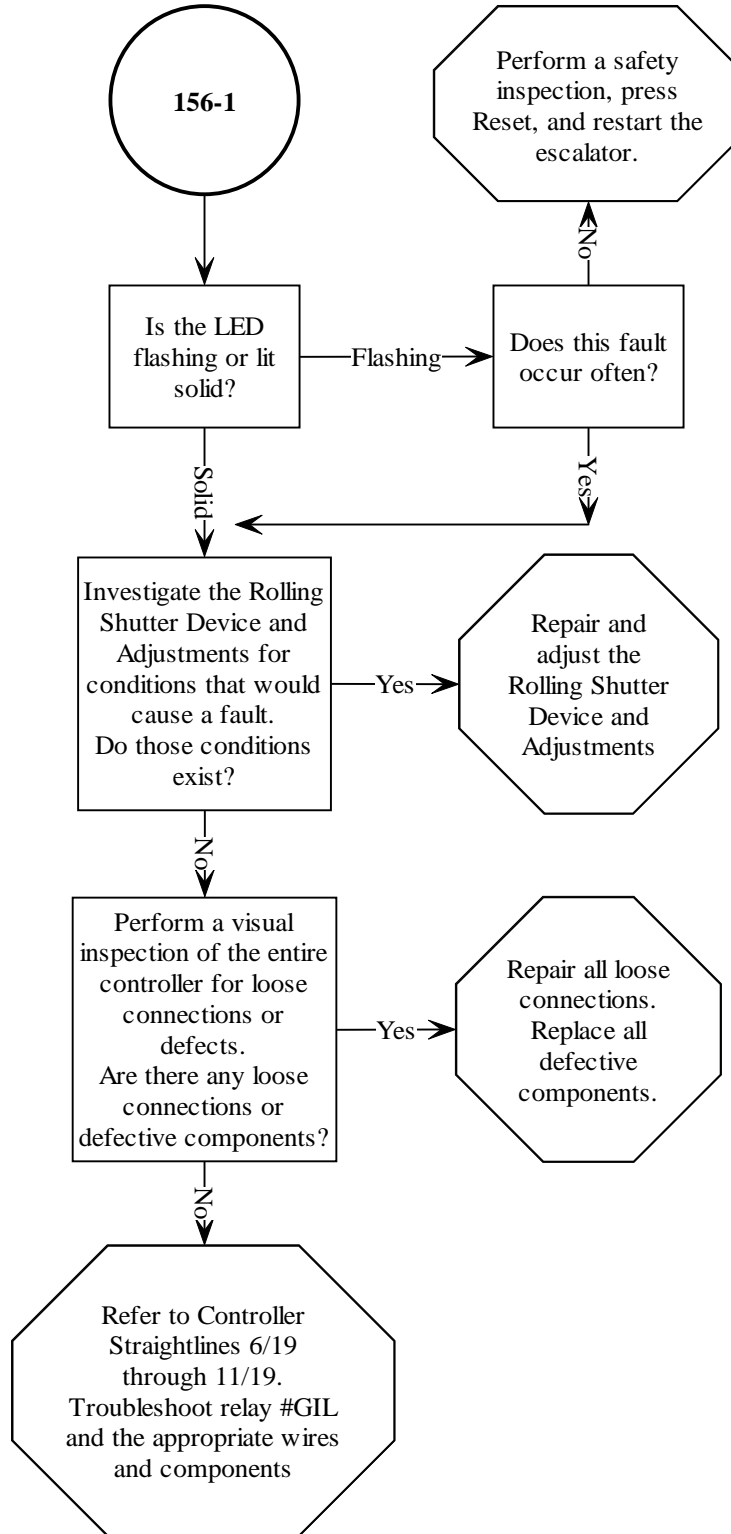 156-1
Perform a safety
inspection, press
Reset, and restart the
escalator.
No
Is the LED
flashing or lit
solid?
Flashing
Does this fault
occur often?
Solid
Yes
Investigate the Rolling
Shutter Device and
Adjustments for
conditions that would
cause a fault.
Do those conditions
exist?
Yes
Repair and
adjust the
Rolling Shutter
Device and
Adjustments
No
Perform a visual
inspection of the entire
controller for loose
connections or
defects.
Are there any loose
connections or
defective components?
Yes
Repair all loose
connections.
Replace all
defective
components.
No
Refer to Controller
Straightlines 6/19
through 11/19.
Troubleshoot relay #GIL
and the appropriate wires
and components